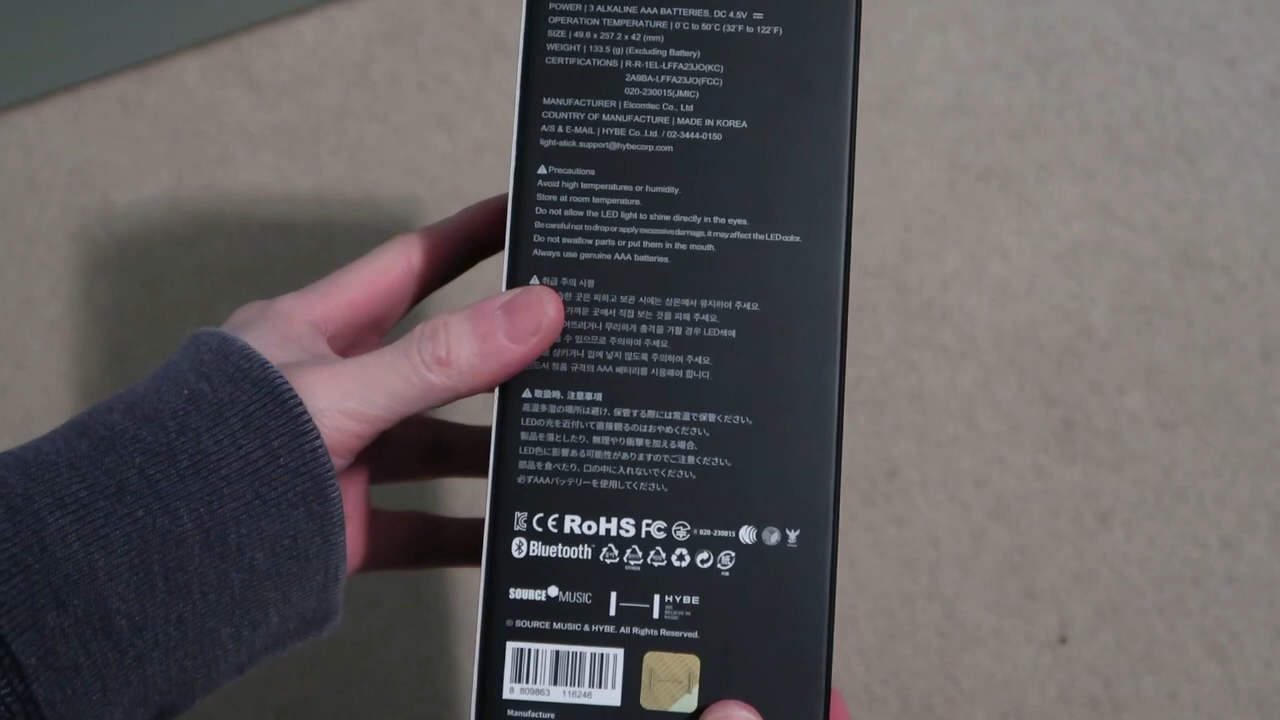 POWER | 3 ALKALINE AAA BATTERIES, DC 4.5V
OPERATION TEMPERATURE | 0°C to 50°C (32°F to 122°F)
SIZE | 49.6 x 257.2 x 42 (mm)
WEIGHT | 133.5 (g) (Excluding Battery)
CERTIFICATIONS | R-R-1EL-LFFA23JO(KC)
2A9BA-LFFA23JO(FCC)
020-230015(JMIC)
MANUFACTURER | Elcomtec Co., Ltd
COUNTRY OF MANUFACTURE | MADE IN KOREA
A/S & E-MAIL | HYBE Co.,Ltd. / 02-3444-0150
light-stick.support@hybecorp.com
Precautions
Avoid high temperatures or humidity.
Store at room temperature.
Do not allow the LED light to shine directly in the eyes.
Be careful not to drop or apply excessive damage, it may affect the LED color.
Do not swallow parts or put them in the mouth.
Always use genuine AAA batteries.
취급 주의 사항
곳은 피하고 보관 시에는 상온에서 유지하여 주세요.
가까운 곳에서 직접 보는 것을 피해 주세요.
무리하게 충격을 가할 경우 LED색에
수 있으므로 주의하여 주세요.
삼키거나 입에 넣지 않도록 주의하여 주세요.
정품 규격의 AAA 배터리를 사용해야 합니다.
取扱時、注意事項
高温多湿の場所は避け、保管する際には常温で保管ください。
LEDの光を近付いて直接観るのはおやめください。
製品を落としたり、無理やり衝撃を加える場合、
LED色に影響ある可能性がありますのでご注意ください。
部品を食べたり、口の中に入れないでください。
必ずAAAバッテリーを使用してください。
CE RoHS FC R 020-230015
Bluetooth
SOURCE MUSIC HYBE
WE BELIEVE IN MUSIC
© SOURCE MUSIC & HYBE. All Rights Reserved.
8 809863 116246
Manufacture